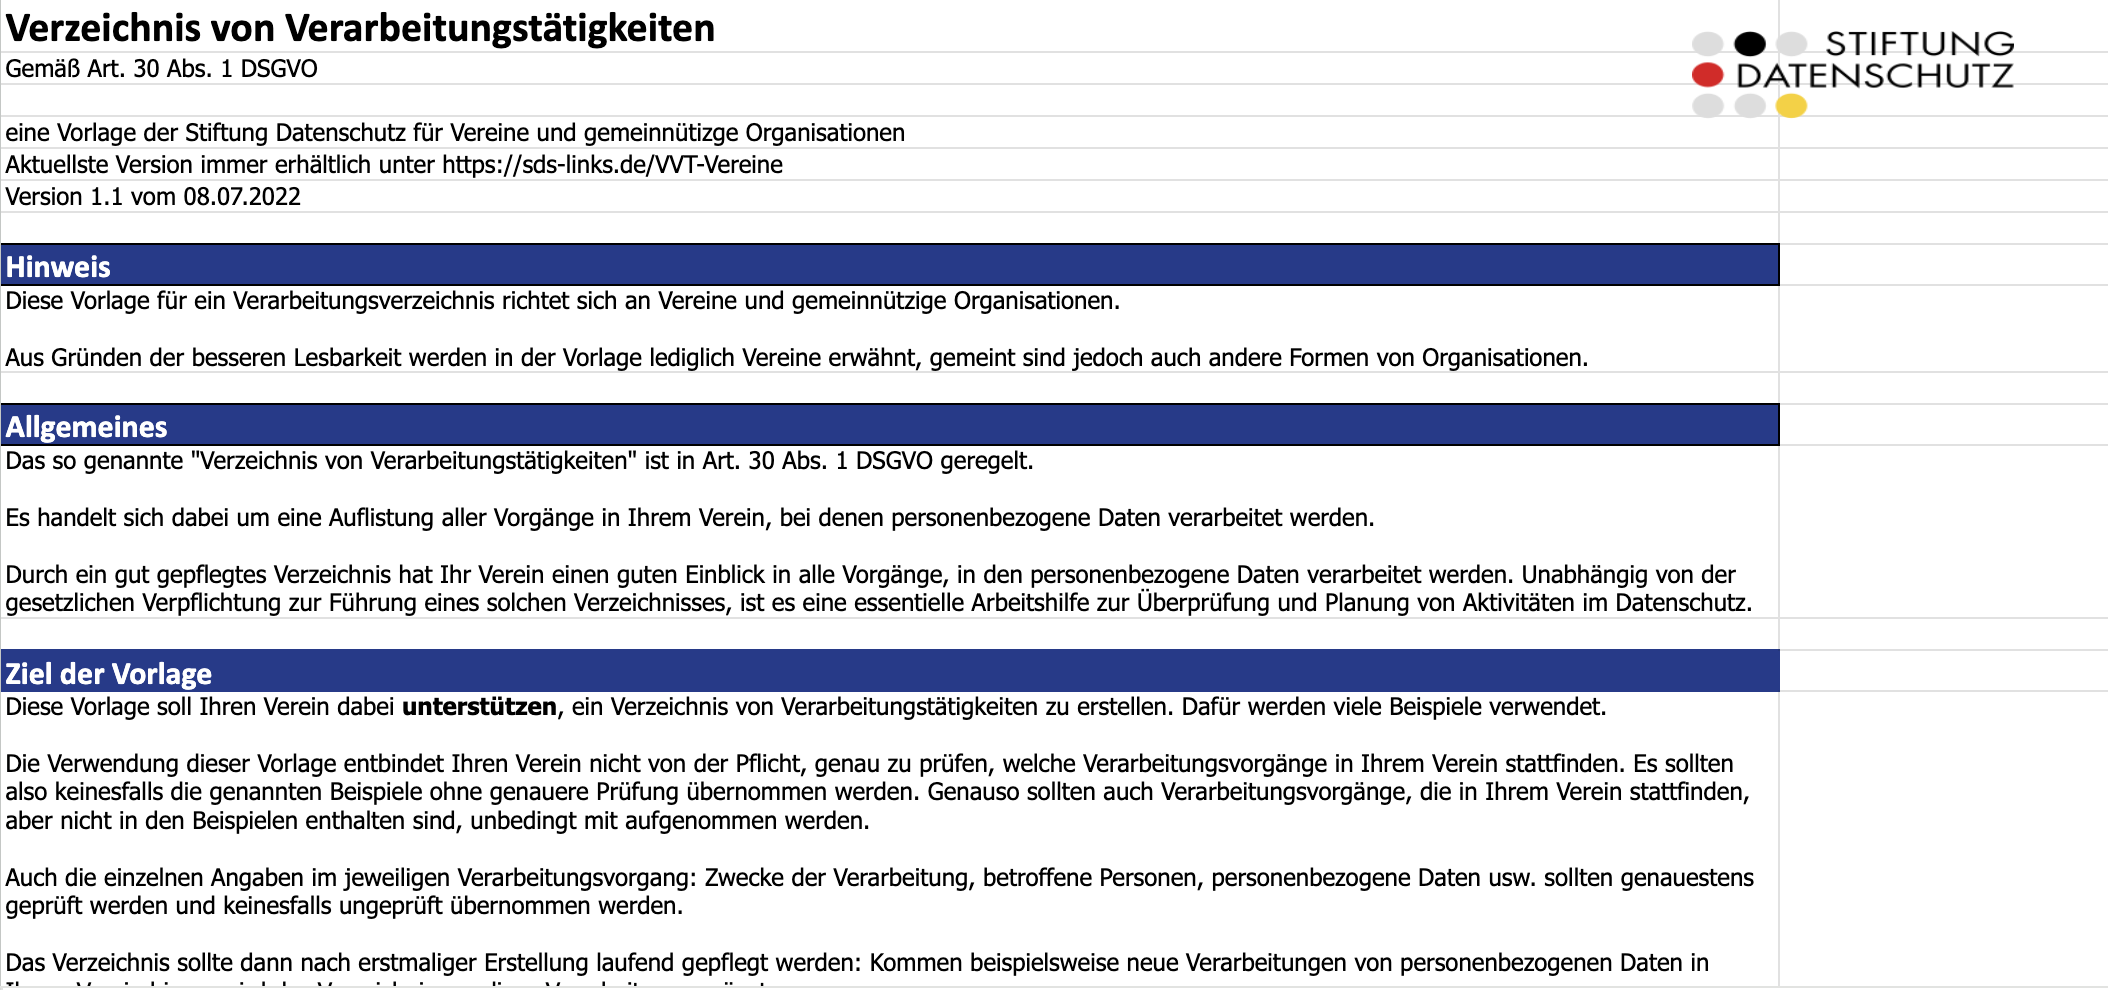 Verzeichnis von Verarbeitungstätigkeiten
STIFTUNG
DATENSCHUTZ
Gemäß Art. 30 Abs. 1 DSGVO
eine Vorlage der Stiftung Datenschutz für Vereine und gemeinnützige Organisationen
Aktuellste Version immer erhältlich unter https://sds-links.de/VVT-Vereine
Version 1.1 vom 08.07.2022
Hinweis
Diese Vorlage für ein Verarbeitungsverzeichnis richtet sich an Vereine und gemeinnützige Organisationen.
Aus Gründen der besseren Lesbarkeit werden in der Vorlage lediglich Vereine erwähnt, gemeint sind jedoch auch andere Formen von Organisationen.
Allgemeines
Das so genannte "Verzeichnis von Verarbeitungstätigkeiten" ist in Art. 30 Abs. 1 DSGVO geregelt.
Es handelt sich dabei um eine Auflistung aller Vorgänge in Ihrem Verein, bei denen personenbezogene Daten verarbeitet werden.
Durch ein gut gepflegtes Verzeichnis hat Ihr Verein einen guten Einblick in alle Vorgänge, in den personenbezogene Daten verarbeitet werden. Unabhängig von der
gesetzlichen Verpflichtung zur Führung eines solchen Verzeichnisses, ist es eine essentielle Arbeitshilfe zur Überprüfung und Planung von Aktivitäten im Datenschutz.
Ziel der Vorlage
Diese Vorlage soll Ihren Verein dabei unterstützen, ein Verzeichnis von Verarbeitungstätigkeiten zu erstellen. Dafür werden viele Beispiele verwendet.
Die Verwendung dieser Vorlage entbindet Ihren Verein nicht von der Pflicht, genau zu prüfen, welche Verarbeitungsvorgänge in Ihrem Verein stattfinden. Es sollten
also keinesfalls die genannten Beispiele ohne genauere Prüfung übernommen werden. Genauso sollten auch Verarbeitungsvorgänge, die in Ihrem Verein stattfinden,
aber nicht in den Beispielen enthalten sind, unbedingt mit aufgenommen werden.
Auch die einzelnen Angaben im jeweiligen Verarbeitungsvorgang: Zwecke der Verarbeitung, betroffene Personen, personenbezogene Daten usw. sollten genauestens
geprüft werden und keinesfalls ungeprüft übernommen werden.
Das Verzeichnis sollte dann nach erstmaliger Erstellung laufend gepflegt werden: Kommen beispielsweise neue Verarbeitungen von personenbezogenen Daten in